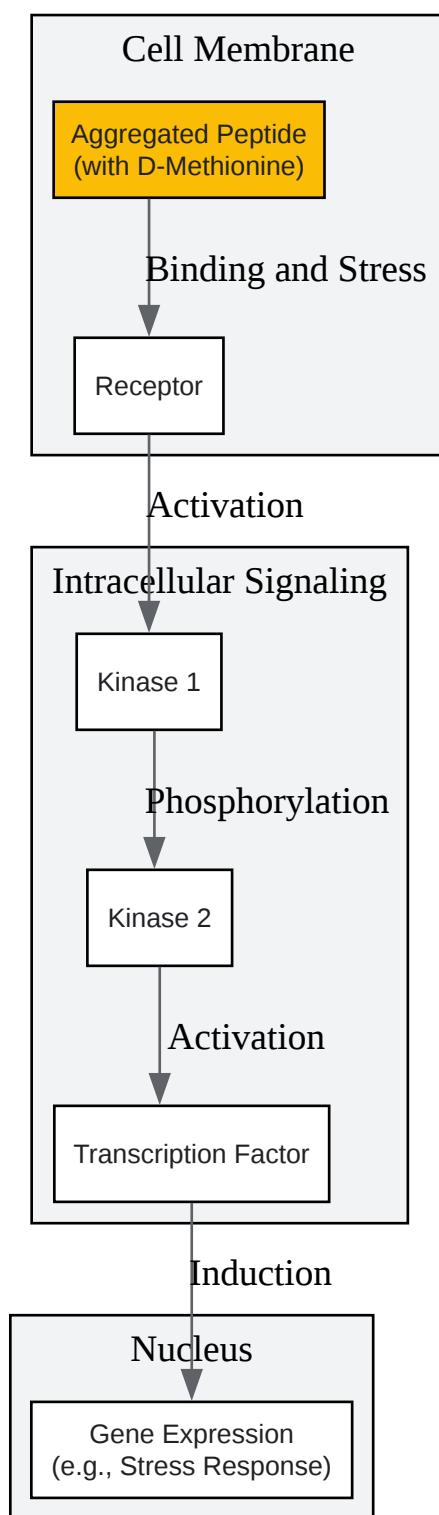 Cell Membrane
Aggregated Peptide
(with D-Methionine)
Binding and Stress
Receptor
Activation
Intracellular Signaling
Kinase 1
Phosphorylation
Kinase 2
Activation
Transcription Factor
Induction
Nucleus
Gene Expression
(e.g., Stress Response)